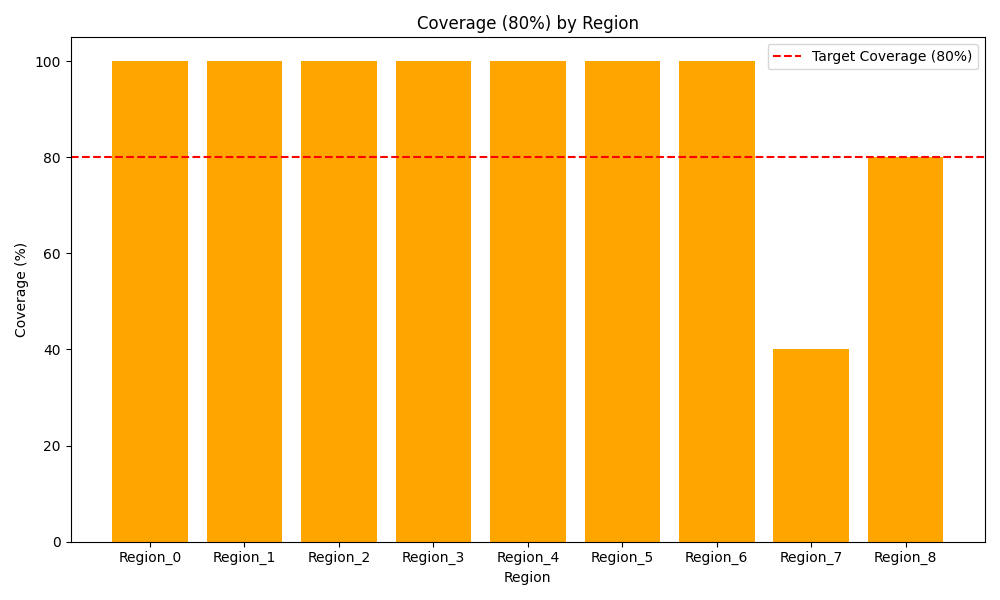 Coverage (80%) by Region
Target Coverage (80%)
Coverage (%)
100
80
60
40
20
0
Region_0 Region_1 Region_2 Region_3 Region_4 Region_5 Region_6 Region_7 Region_8
Region